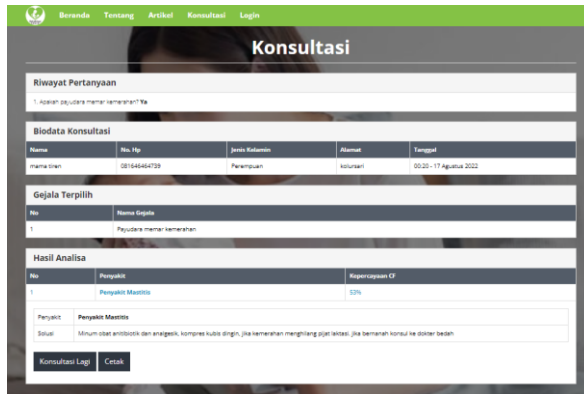 Beranda Tentang Artikel Konsultasi Login
Konsultasi
Riwayat Pertanyaan
1. Apakah payudara memar kemerahan? Ya
Biodata Konsultasi
Nama No. Hp Jenis Kelamin Alamat Tanggal
mama tiren 081646464739 Perempuan kolursari 00:20 - 17 Agustus 2022
Gejala Terpilih
No Nama Gejala
1 Payudara memar kemerahan
Hasil Analisa
No Penyakit Kepercayaan CF
1 Penyakit Mastitis 52%
Penyakit Penyakit Mastitis
Solusi Minum obat anitibiotik dan analgesik, kompres kubis dingin, jika kemerahan menghilang pijat laktasi, jika bernanah konsul ke dokter bedah
Konsultasi Lagi Cetak